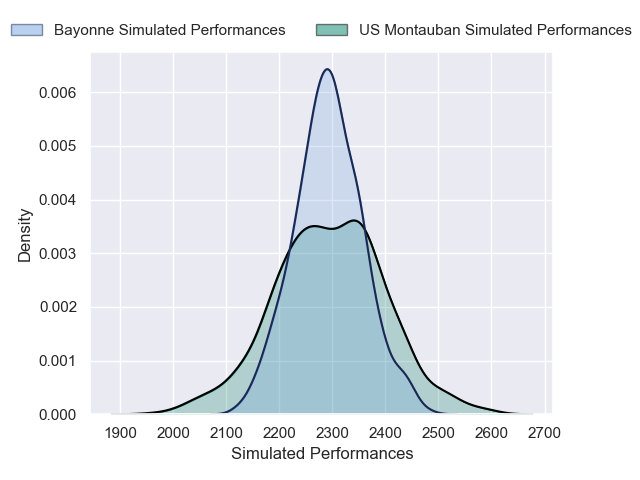 Bayonne Simulated Performances US Montauban Simulated Performances
0.006
0.005
0.004
0.003
0.002
0.001
0.000
Density
1900 2000 2100 2200 2300 2400 2500 2600 2700
Simulated Performances